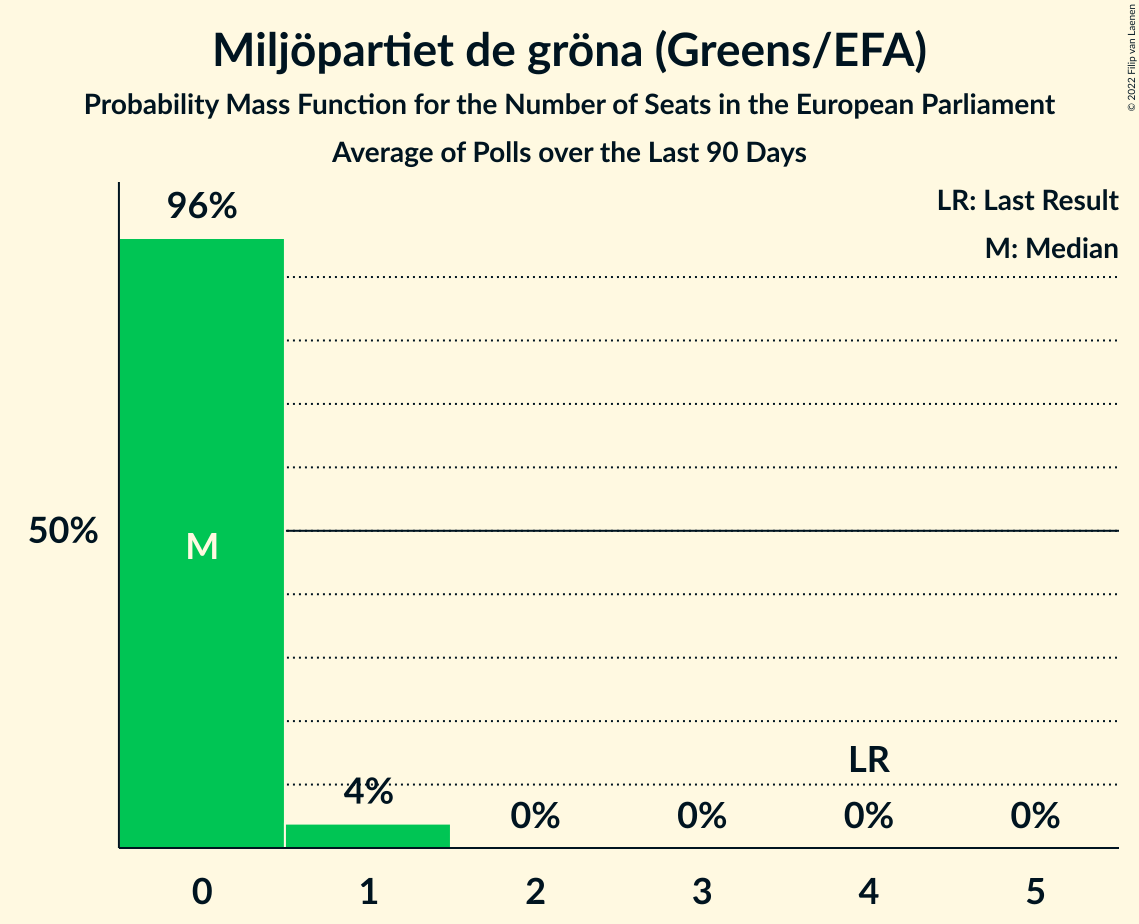 Miljöpartiet de gröna (Greens/EFA)
Probability Mass Function for the Number of Seats in the European Parliament
Average of Polls over the Last 90 Days
© 2022 Filip van Laenen
LR: Last Result
M: Median
96%
50%
M
LR
4%
0%
0%
0%
0%
0
1
2
3
4
5